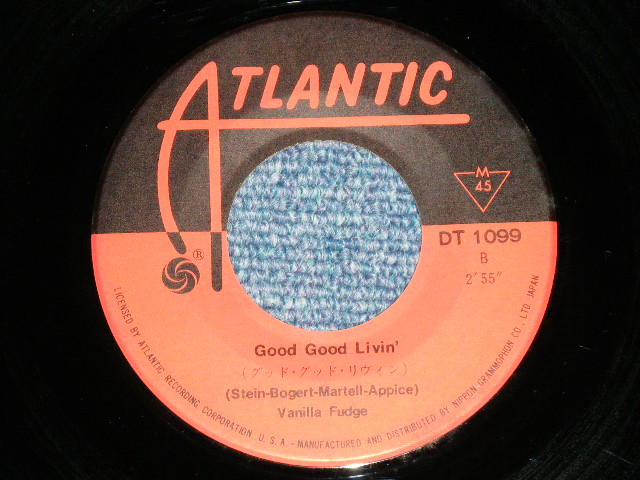 ATLANTIC
M
45
DT 1099
B
2'55"
®
Good Good Livin'
(グッド・グッド・リヴィン)
(Stein-Bogert-Martell-Appice)
Vanilla Fudge
LICENSED BY ATLANTIC RECORDING CORPORATION, U.S.A. - MANUFACTURED AND DISTRIBUTED BY NIPPON GRAMMOPHON CO., LTD JAPAN